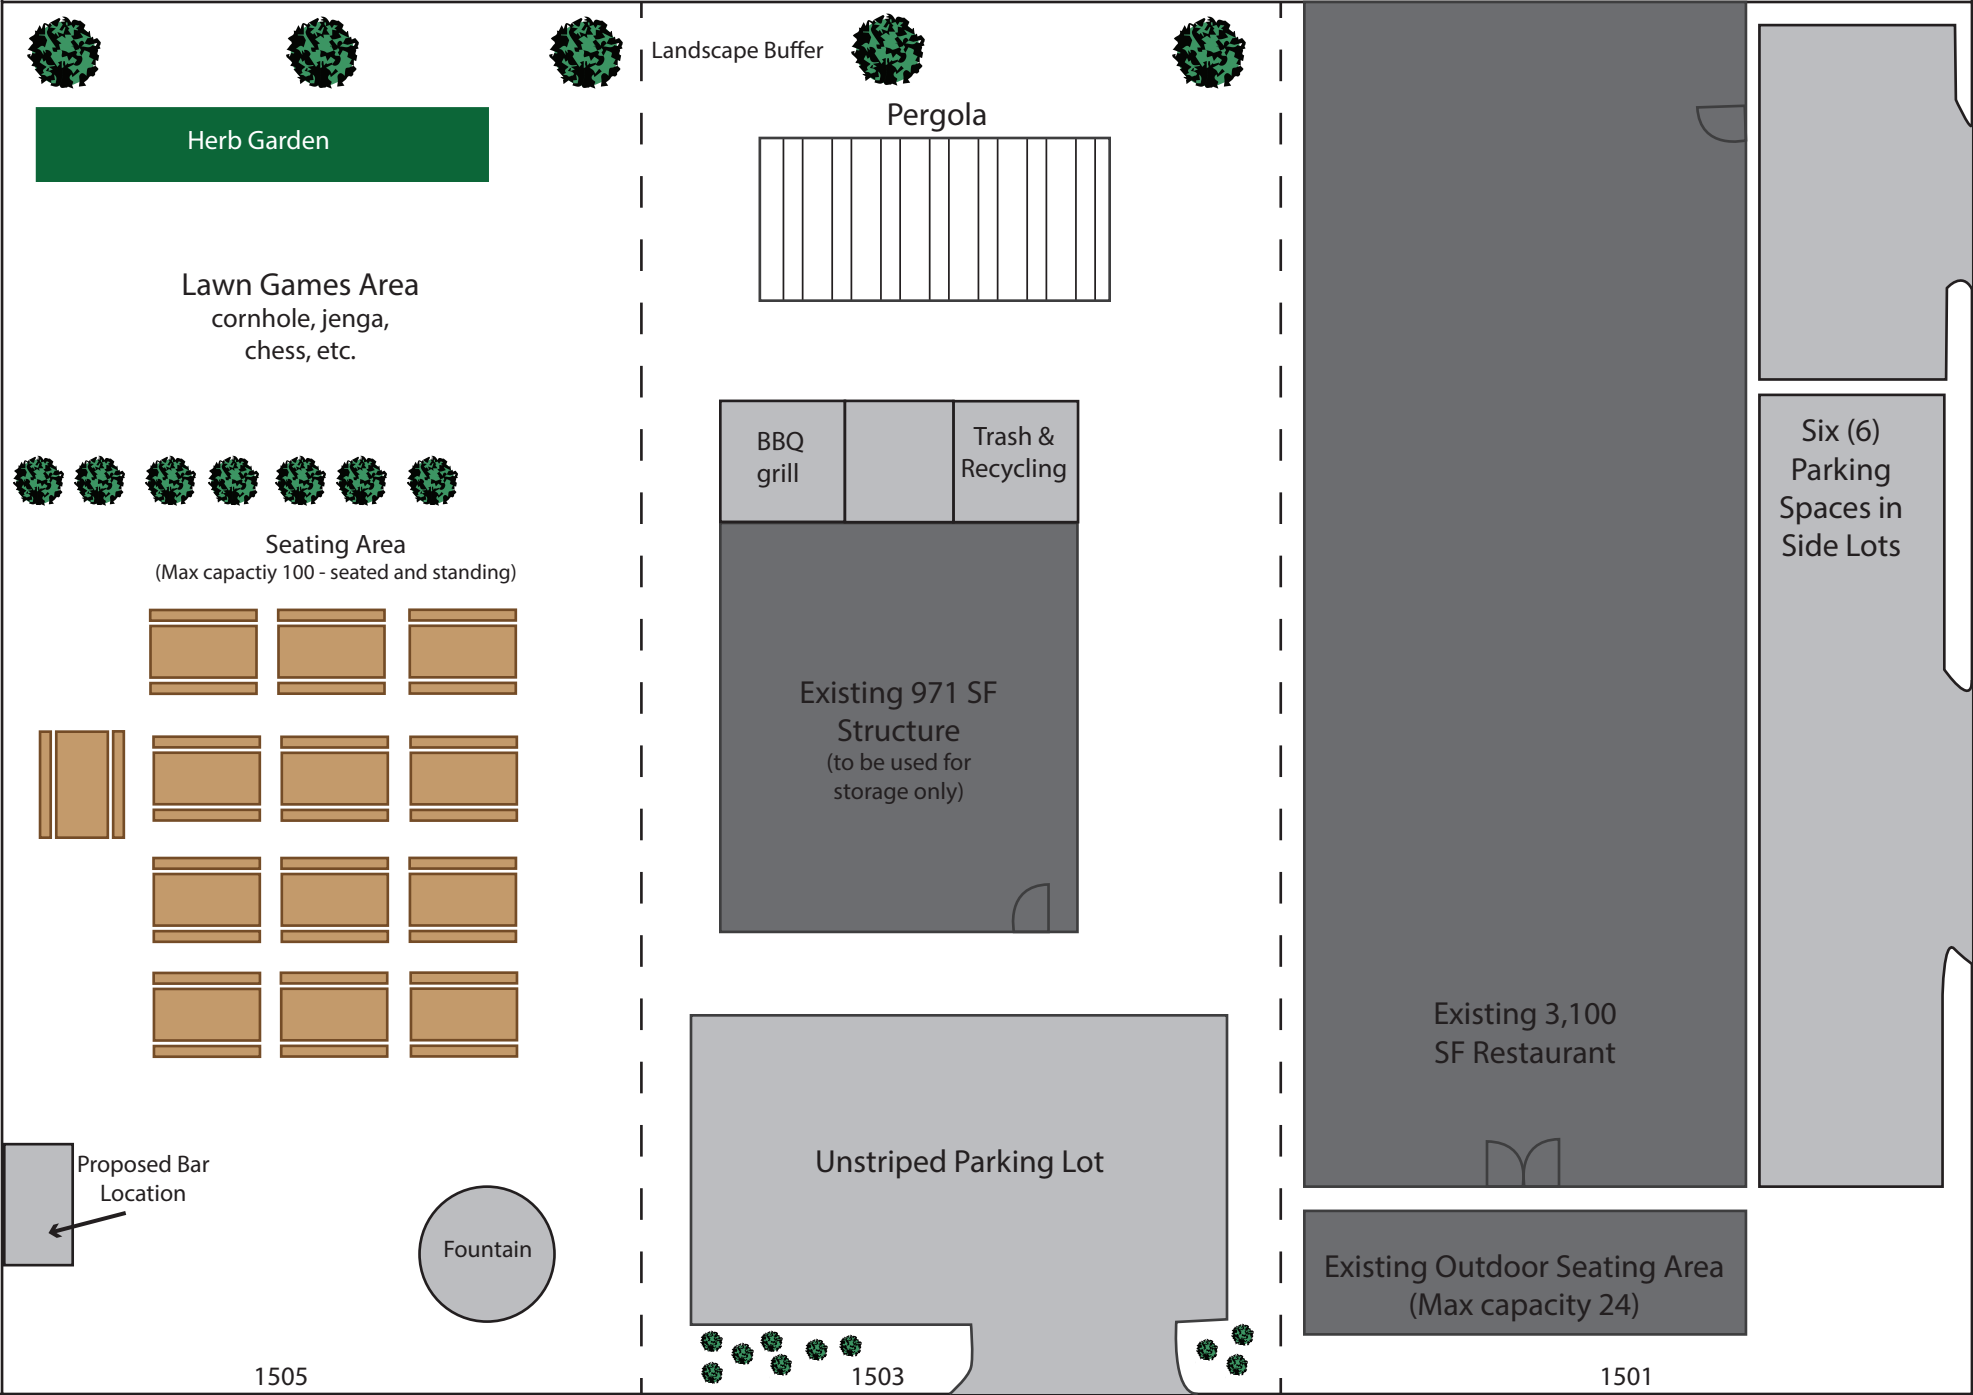 Landscape Buffer
Herb Garden
Pergola
Lawn Games Area
cornhole, jenga,
chess, etc.
BBQ
grill
Trash &
Recycling
Six (6)
Parking
Spaces in
Side Lots
Seating Area
(Max capactiy 100 - seated and standing)
Existing 971 SF
Structure
(to be used for
storage only)
Existing 3,100
SF Restaurant
Proposed Bar
Location
Unstriped Parking Lot
Fountain
Existing Outdoor Seating Area
(Max capacity 24)
1505
1503
1501